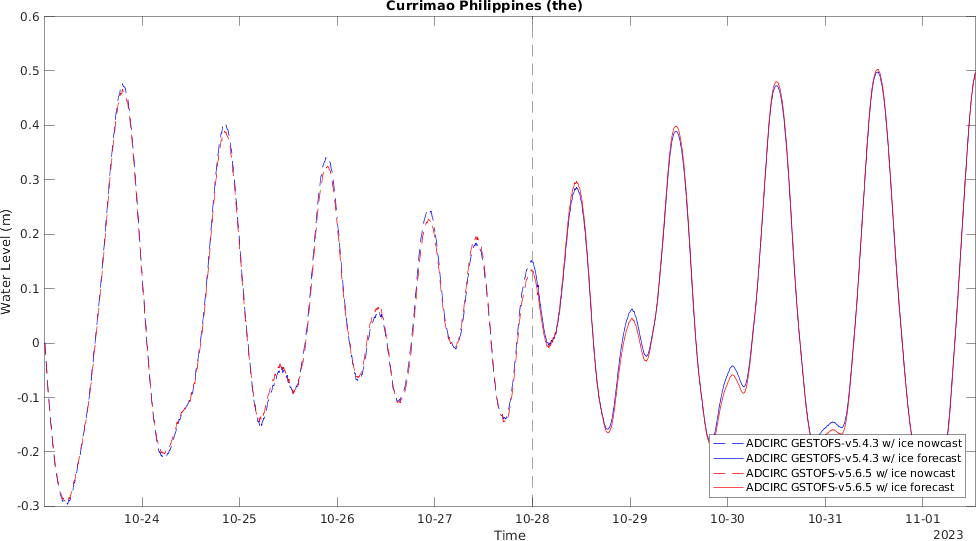 Currimao Philippines (the)
0.6
0.5
0.4
0.3
0.2
0.1
0
-0.1
-0.2
-0.3
Water Level (m)
ADCIRC GESTOFS-v5.4.3 w/ ice nowcast
ADCIRC GESTOFS-v5.4.3 w/ ice forecast
ADCIRC GSTOFS-v5.6.5 w/ ice nowcast
ADCIRC GSTOFS-v5.6.5 w/ ice forecast
10-24 10-25 10-26 10-27 10-28 10-29 10-30 10-31 11-01
Time
2023